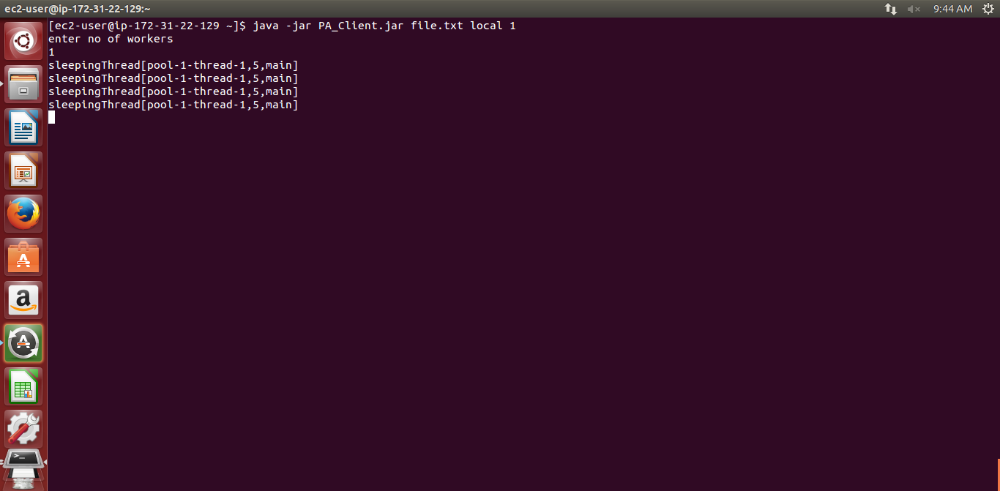 ec2-user@ip-172-31-22-129:~
9:44 AM
[ec2-user@ip-172-31-22-129 ~]$ java -jar PA_Client.jar file.txt local 1
enter no of workers
1
sleepingThread[pool-1-thread-1,5,main]
sleepingThread[pool-1-thread-1,5,main]
sleepingThread[pool-1-thread-1,5,main]
sleepingThread[pool-1-thread-1,5,main]